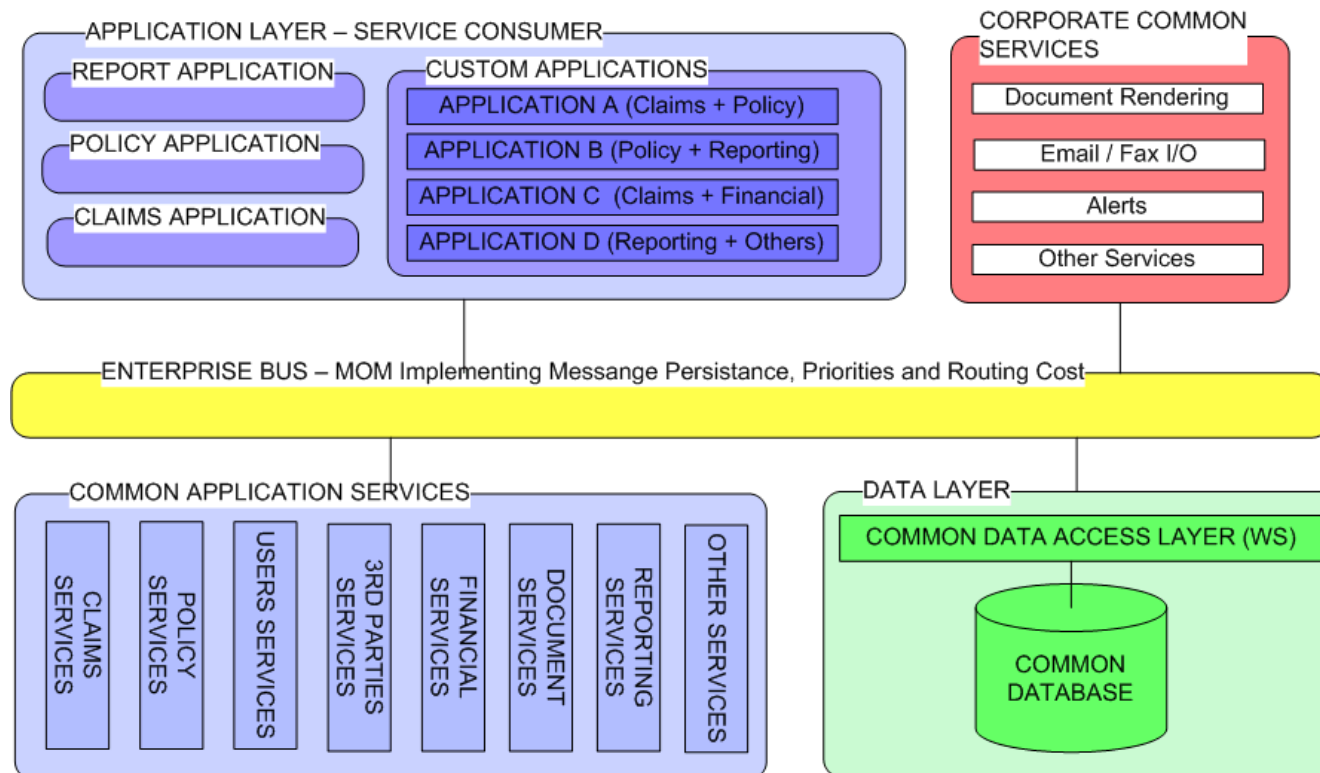 APPLICATION LAYER – SERVICE CONSUMER
REPORT APPLICATION
POLICY APPLICATION
CLAIMS APPLICATION
CUSTOM APPLICATIONS
APPLICATION A (Claims + Policy)
APPLICATION B (Policy + Reporting)
APPLICATION C (Claims + Financial)
APPLICATION D (Reporting + Others)
CORPORATE COMMON
SERVICES
Document Rendering
Email / Fax I/O
Alerts
Other Services
ENTERPRISE BUS – MOM Implementing Messange Persistance, Priorities and Routing Cost
COMMON APPLICATION SERVICES
CLAIMS
SERVICES
POLICY
SERVICES
USERS SERVICES
3RD PARTIES
SERVICES
FINANCIAL
SERVICES
DOCUMENT
SERVICES
REPORTING
SERVICES
OTHER SERVICES
DATA LAYER
COMMON DATA ACCESS LAYER (WS)
COMMON
DATABASE